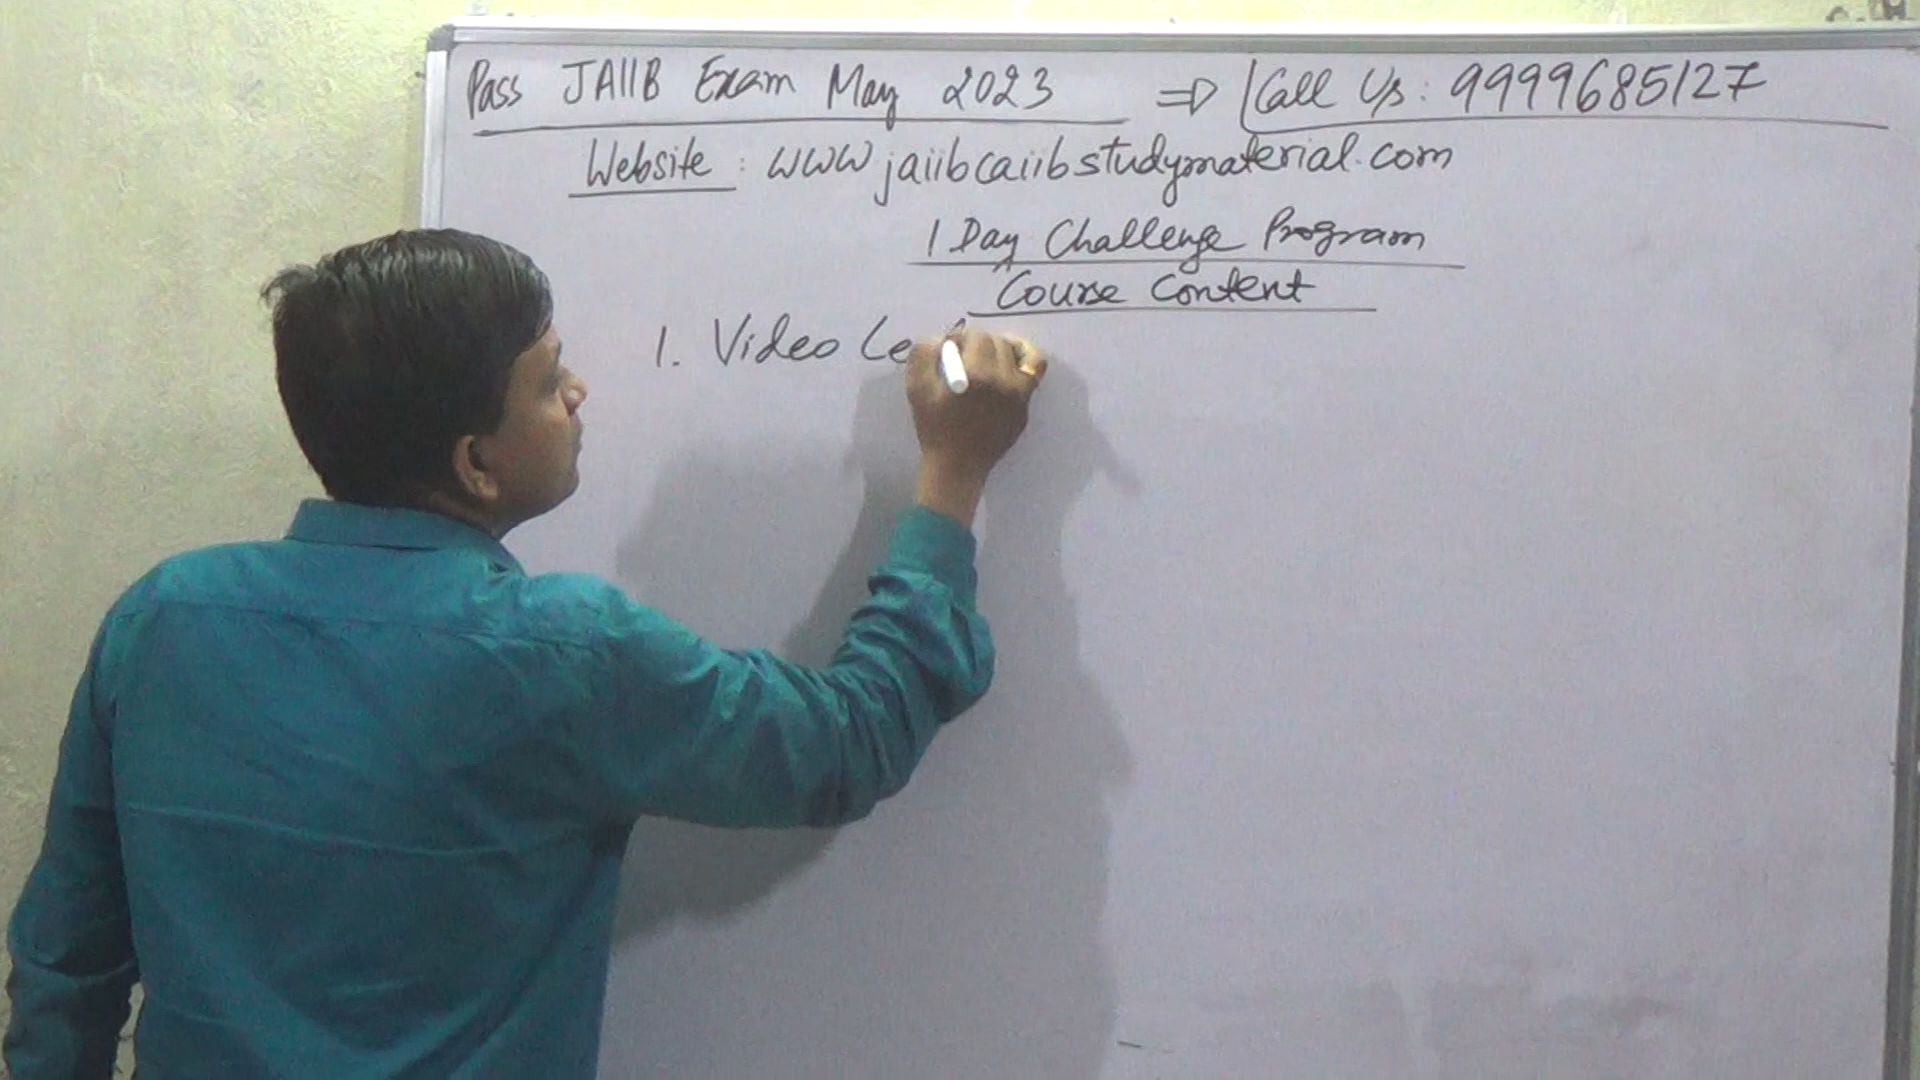 Pass JAIIB Exam May 2023 ⇒ Call Us: 9999685127
Website: www jaiibcaiibstudymaterial.com
1 Day Challenge Program
Course Content
1. Video